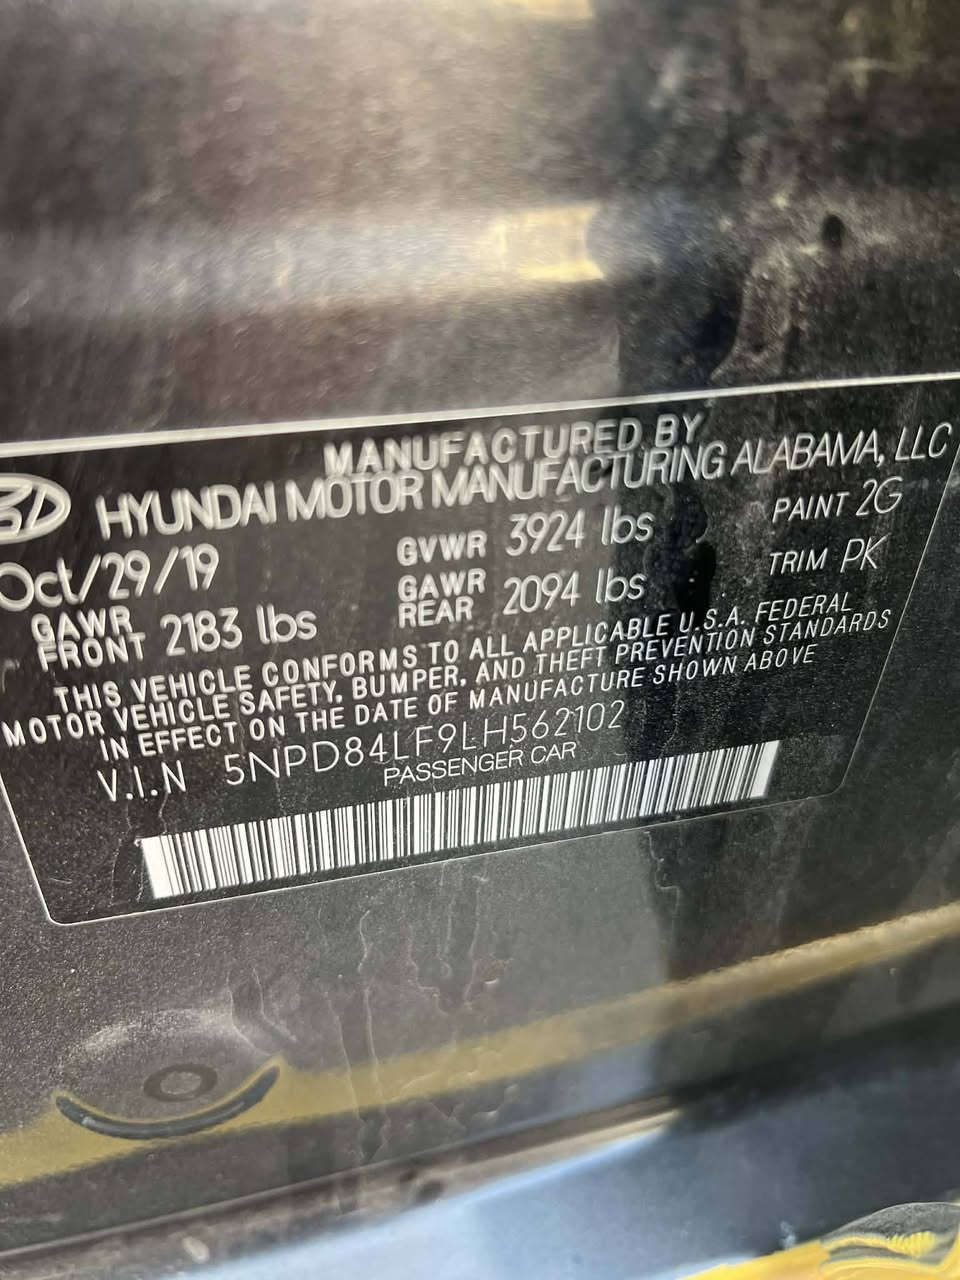 MANUFACTURED BY
HYUNDAI MOTOR MANUFACTURING ALABAMA, LLC
Oct/29/19
GVWR 3924 lbs
PAINT 2G
GAWR FRONT 2183 lbs
GAWR REAR 2094 lbs
TRIM PK
THIS VEHICLE CONFORMS TO ALL APPLICABLE U.S.A. FEDERAL
MOTOR VEHICLE SAFETY, BUMPER, AND THEFT PREVENTION STANDARDS
IN EFFECT ON THE DATE OF MANUFACTURE SHOWN ABOVE
V.I.N 5NPD84LF9LH562102
PASSENGER CAR